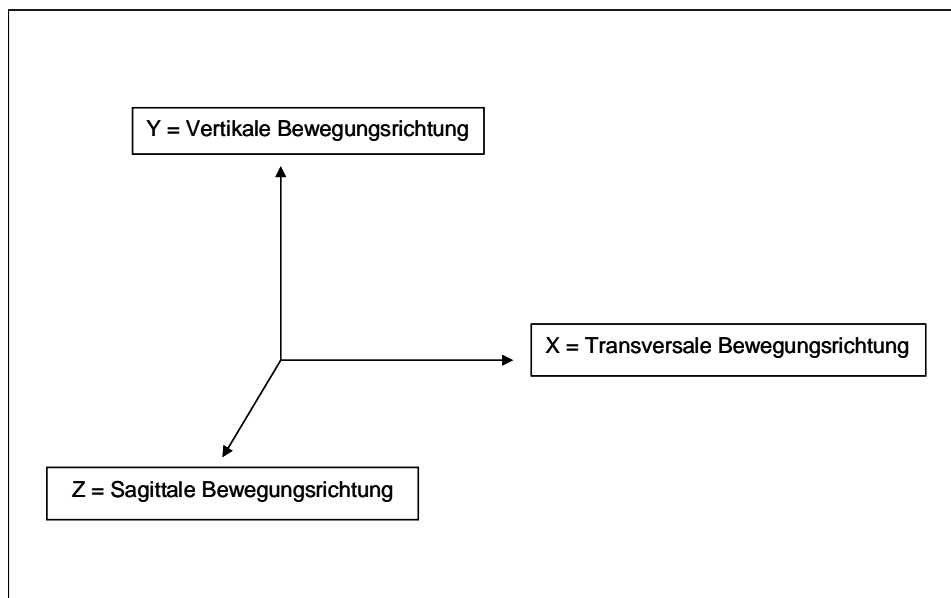 Y = Vertikale Bewegungsrichtung
X = Transversale Bewegungsrichtung
Z = Sagittale Bewegungsrichtung